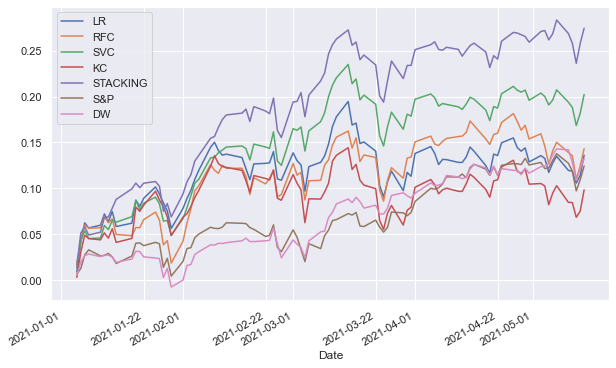 LR
RFC
SVC
KC
STACKING
S&P
DW
0.25
0.20
0.15
0.10
0.05
0.00
2021-01-01
2021-01-22
2021-02-01
2021-02-22
2021-03-01
2021-03-22
2021-04-01
2021-04-22
2021-05-01
Date